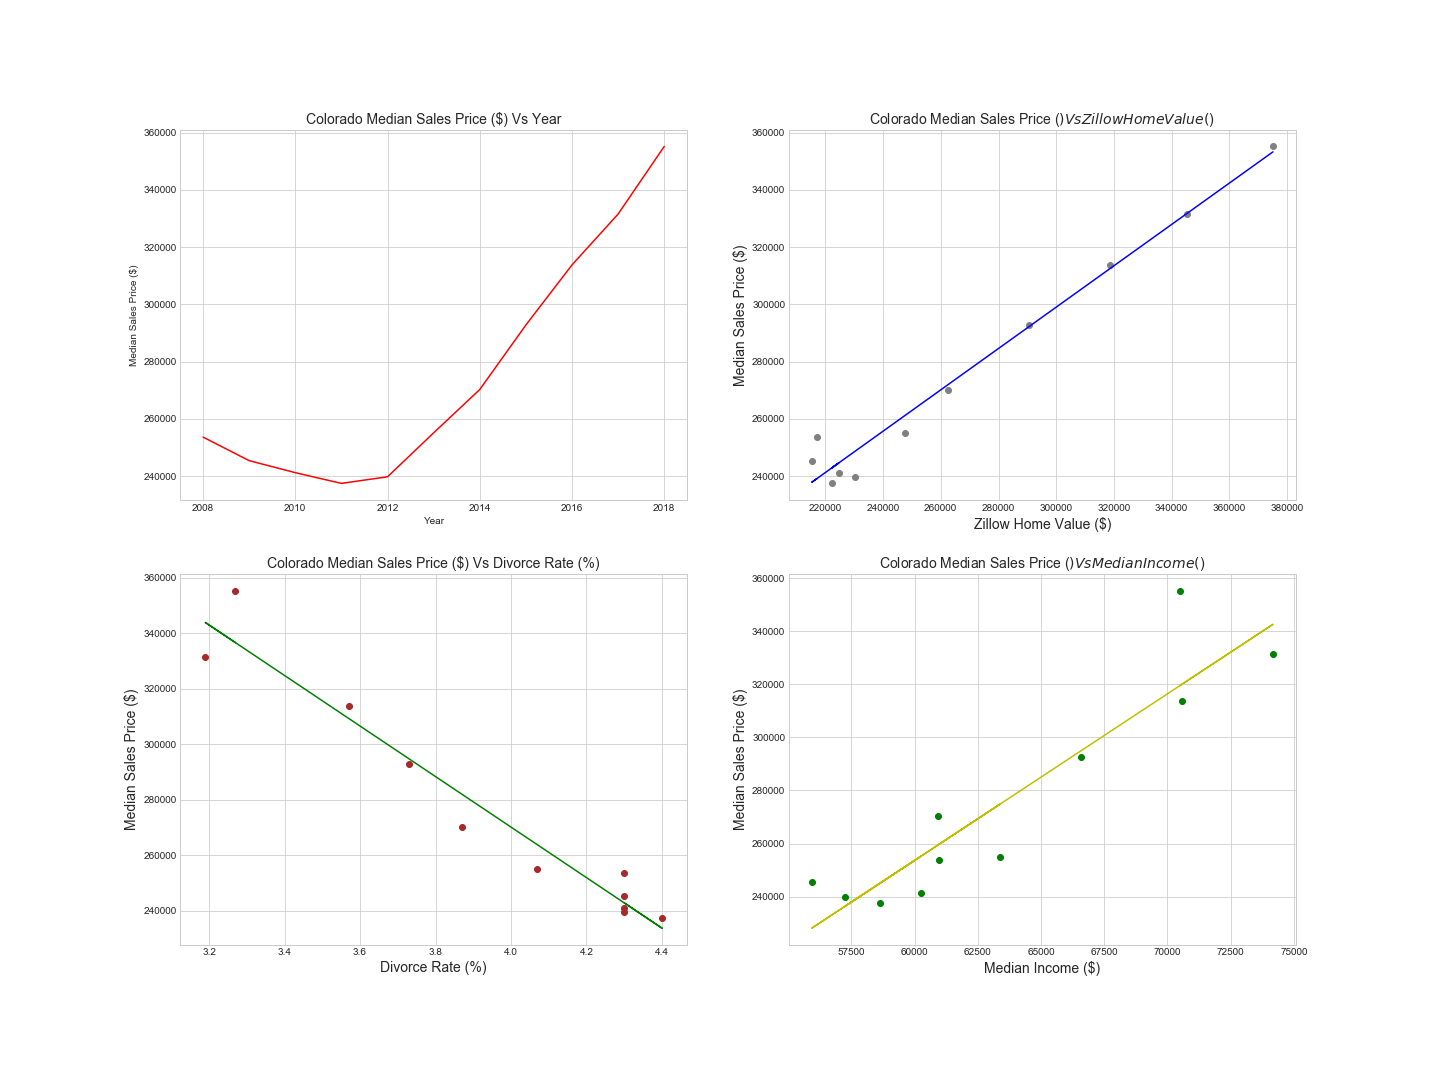 Colorado Median Sales Price ($) Vs Year
360000
340000
320000
300000
280000
260000
240000
Median Sales Price ($)
2008 2010 2012 2014 2016 2018
Year
Colorado Median Sales Price ()VsZillowHomeValue()
360000
340000
320000
300000
280000
260000
240000
Median Sales Price ($)
220000 240000 260000 280000 300000 320000 340000 360000 380000
Zillow Home Value ($)
Colorado Median Sales Price ($) Vs Divorce Rate (%)
360000
340000
320000
300000
280000
260000
240000
Median Sales Price ($)
3.2 3.4 3.6 3.8 4.0 4.2 4.4
Divorce Rate (%)
Colorado Median Sales Price ()VsMedianIncome()
360000
340000
320000
300000
280000
260000
240000
Median Sales Price ($)
57500 60000 62500 65000 67500 70000 72500 75000
Median Income ($)